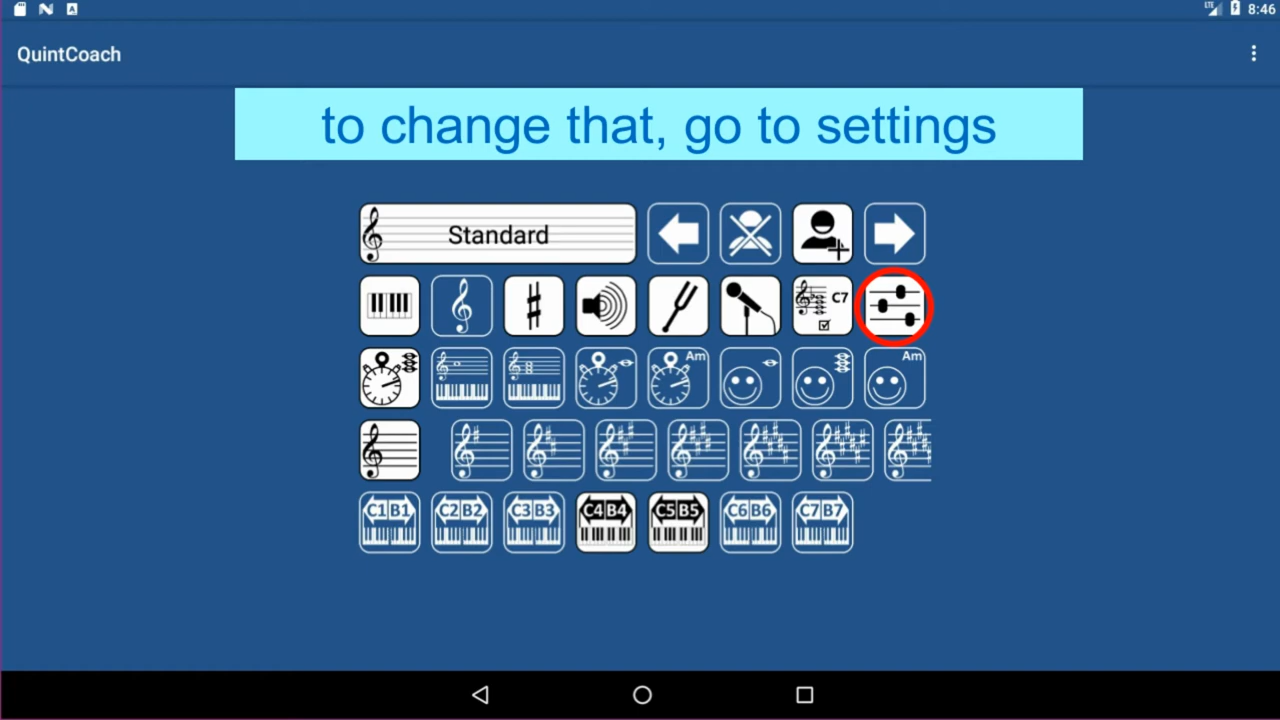 LTE 8:46
QuintCoach
to change that, go to settings
Standard
C7
Am Am
C1 B1 C2 B2 C3 B3 C4 B4 C5 B5 C6 B6 C7 B7